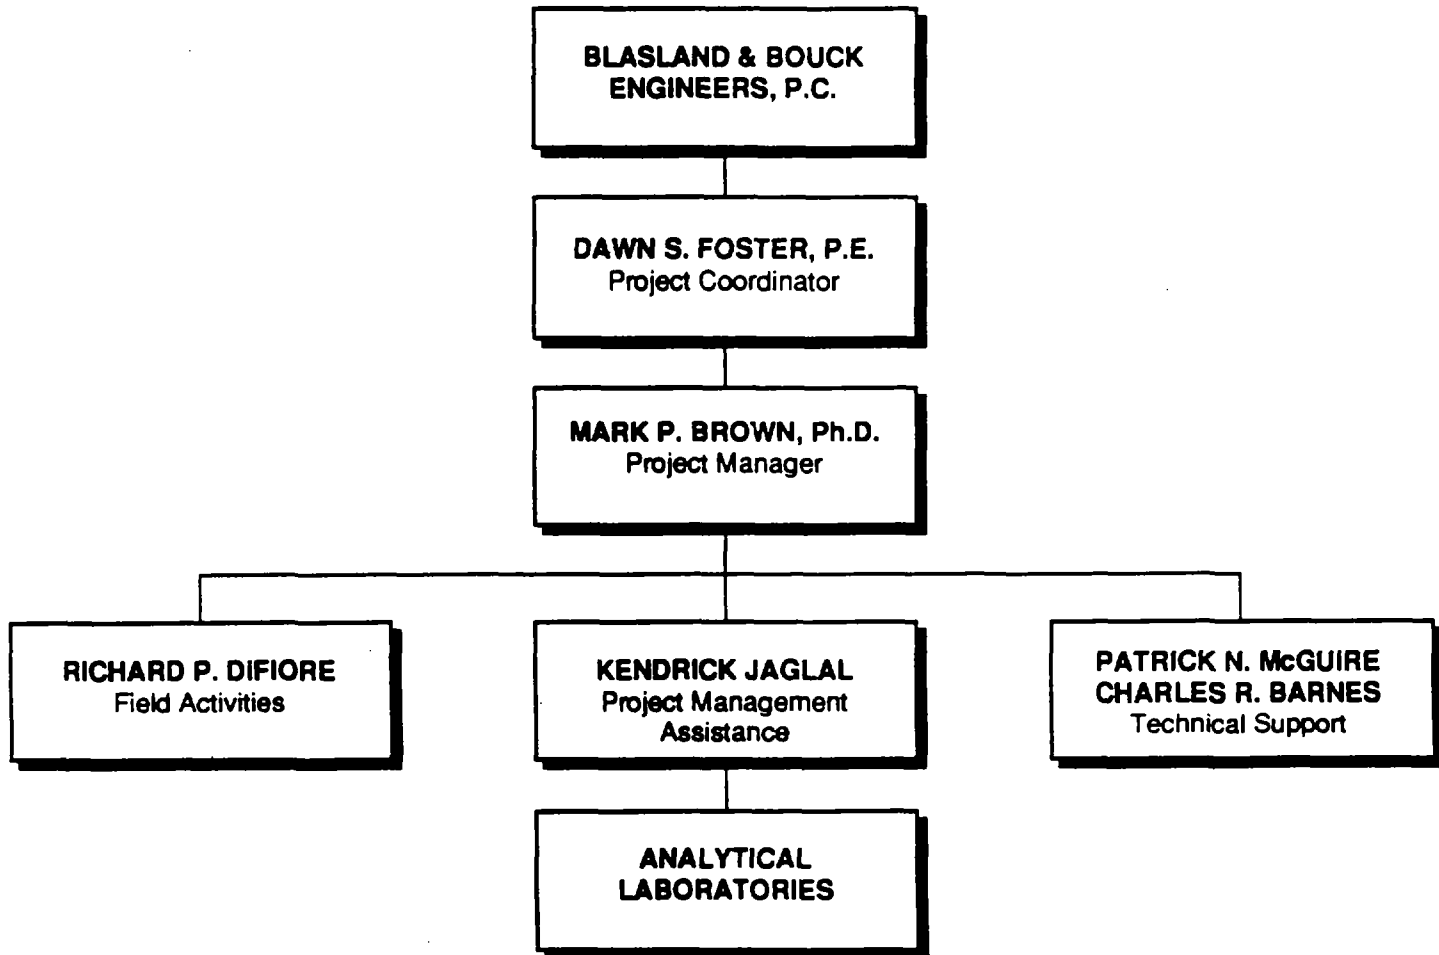 BLASLAND & BOUCK
ENGINEERS, P.C.
DAWN S. FOSTER, P.E.
Project Coordinator
MARK P. BROWN, Ph.D.
Project Manager
RICHARD P. DiFIORE
Field Activities
KENDRICK JAGLAL
Project Management
Assistance
PATRICK N. McGUIRE
CHARLES R. BARNES
Technical Support
ANALYTICAL
LABORATORIES